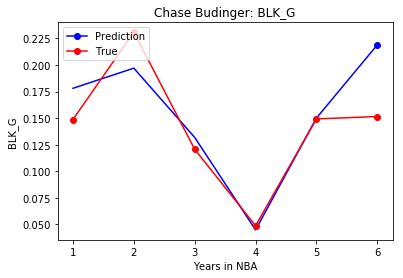 Chase Budinger: BLK_G
Prediction
True
BLK_G
0.225
0.200
0.175
0.150
0.125
0.100
0.075
0.050
1 2 3 4 5 6
Years in NBA